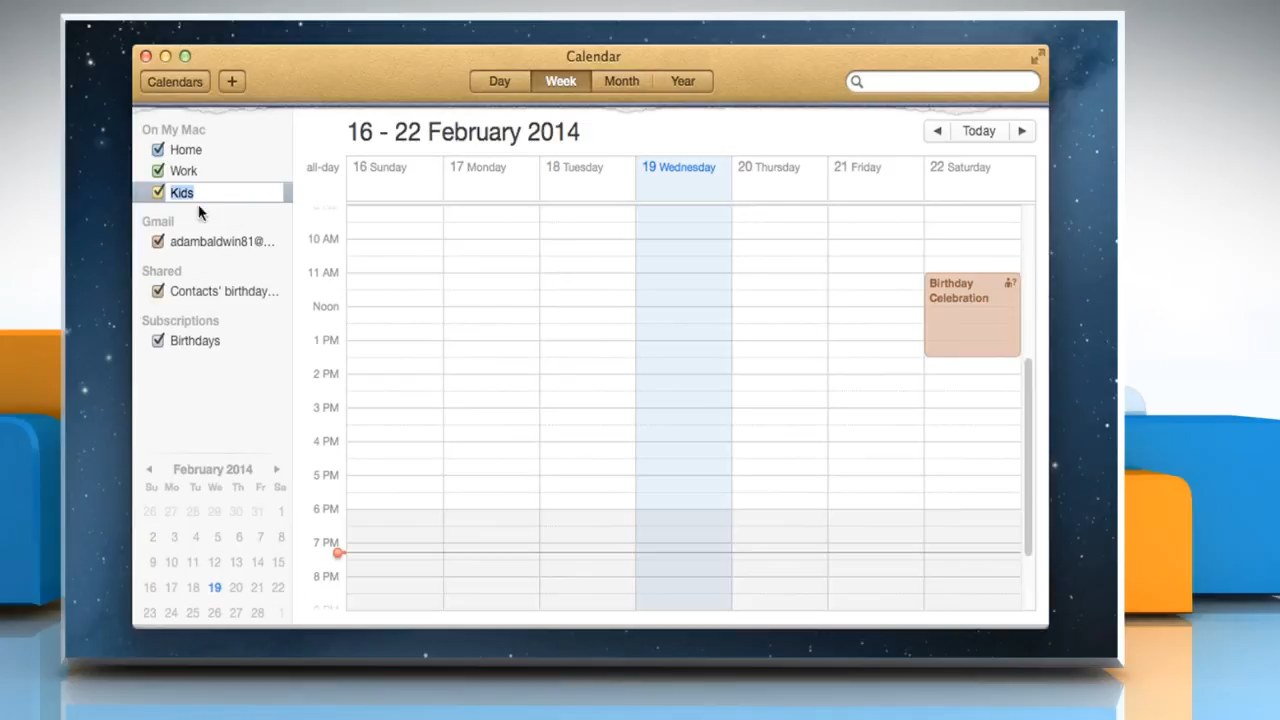 Calendar
Calendars
+
Day
Week
Month
Year
On My Mac
Home
Work
Kids
Gmail
adambaldwin81@...
Shared
Contacts' birthday...
Subscriptions
Birthdays
February 2014
Su Mo Tu We Th Fr Sa
26 27 28 29 30 31 1
2 3 4 5 6 7 8
9 10 11 12 13 14 15
16 17 18 19 20 21 22
23 24 25 26 27 28 1
16 - 22 February 2014
Today
all-day
16 Sunday
17 Monday
18 Tuesday
19 Wednesday
20 Thursday
21 Friday
22 Saturday
10 AM
11 AM
Noon
1 PM
2 PM
3 PM
4 PM
5 PM
6 PM
7 PM
8 PM
Birthday
Celebration